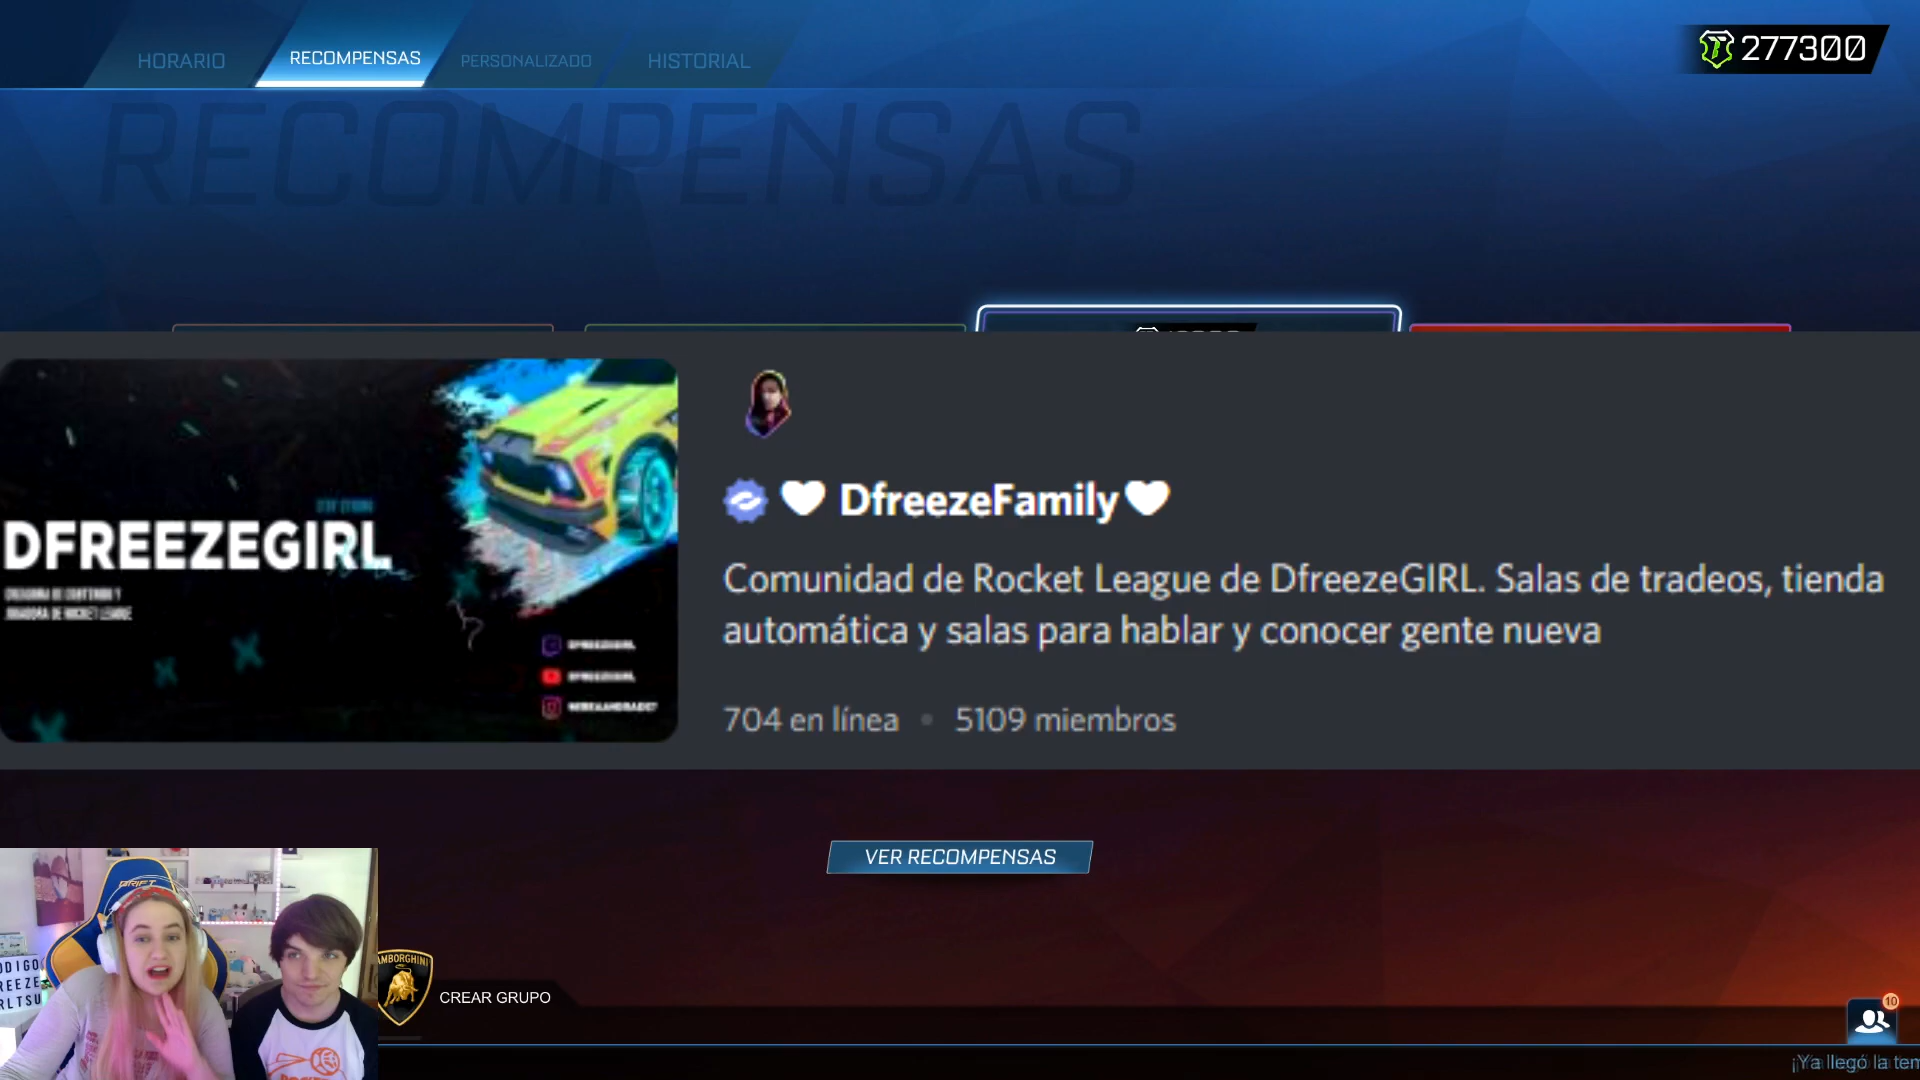 HORARIO
RECOMPENSAS
PERSONALIZADO
HISTORIAL
277300
RECOMPENSAS
DFREEZEGIRL
DfreezeFamily
Comunidad de Rocket League de DfreezeGIRL. Salas de tradeos, tienda
automática y salas para hablar y conocer gente nueva
704 en línea • 5109 miembros
VER RECOMPENSAS
DRIFT
LAMBORGHINI
CREAR GRUPO
10
¡Ya llegó la tem